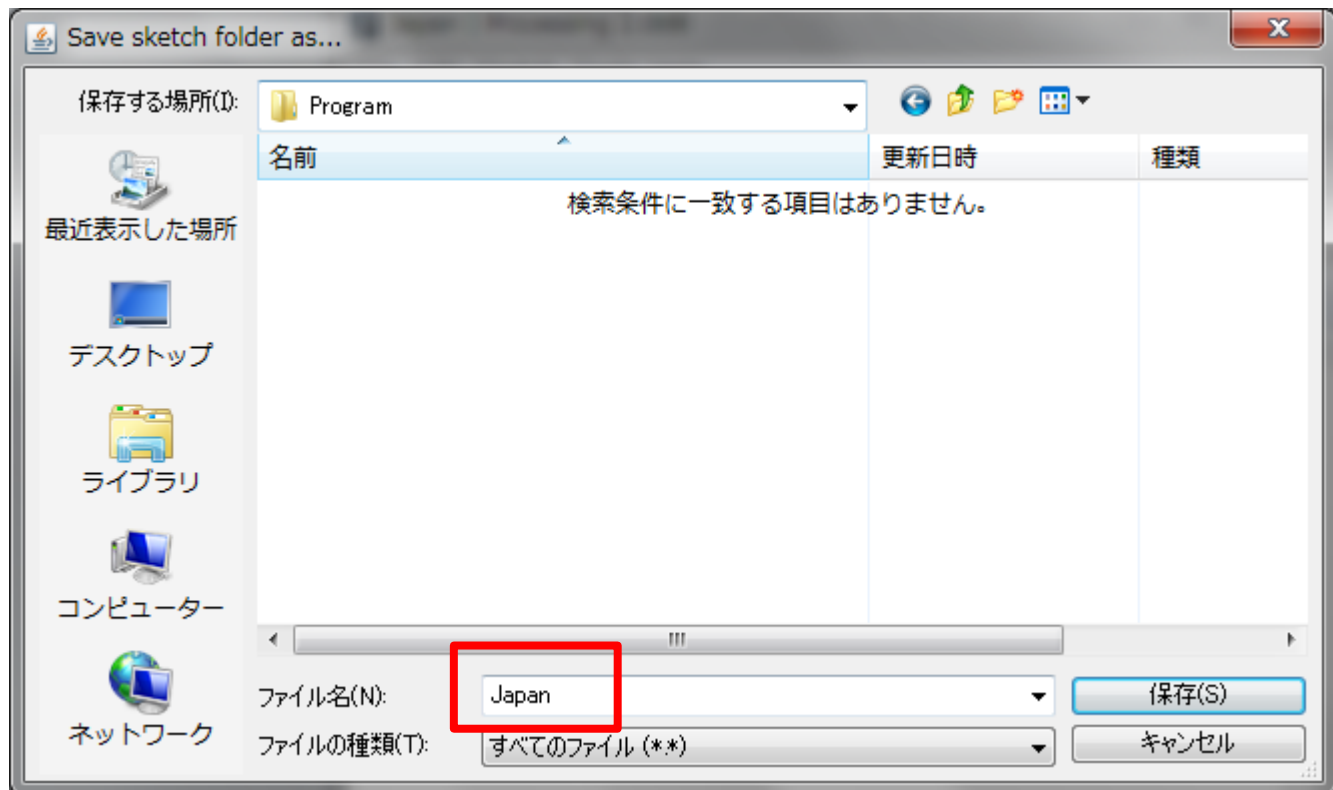 Save sketch folder as...
保存する場所(I):
Program
名前
更新日時
種類
検索条件に一致する項目はありません。
最近表示した場所
デスクトップ
ライブラリ
コンピューター
ネットワーク
ファイル名(N):
Japan
保存(S)
ファイルの種類(T):
すべてのファイル (*.*)
キャンセル